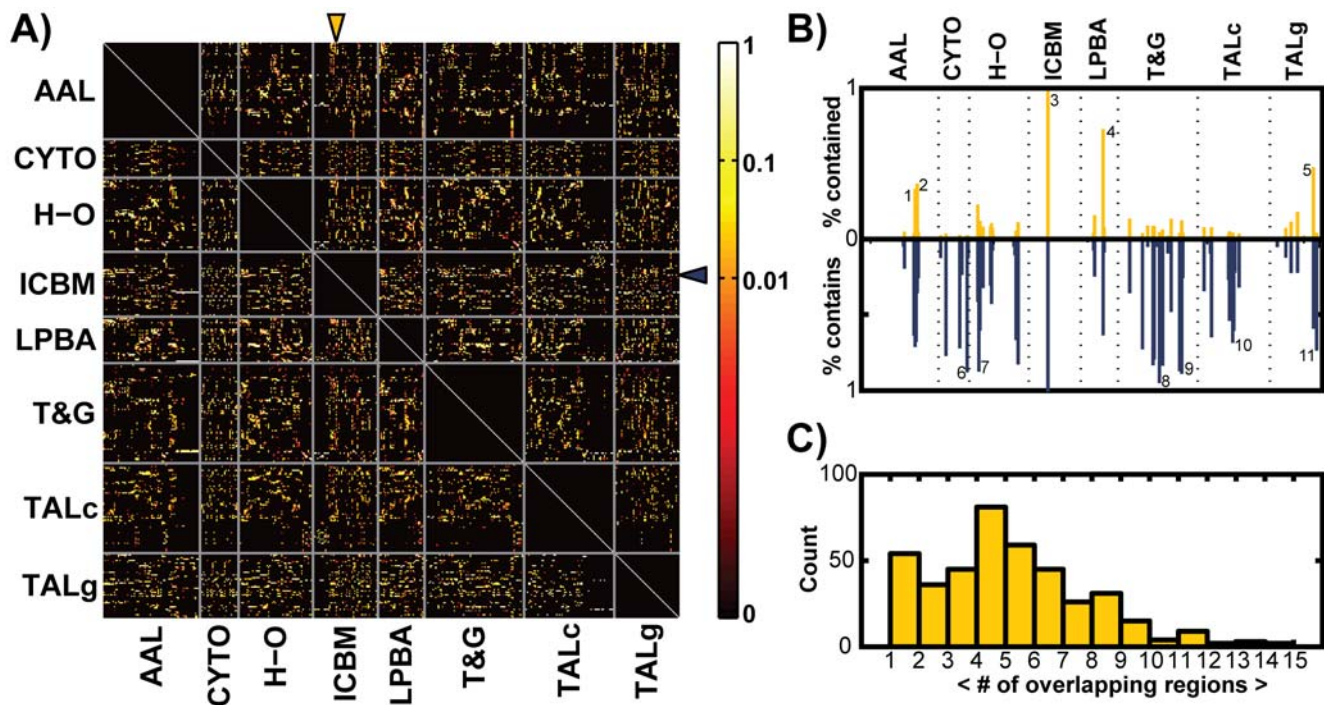 A)
AAL
CYTO
H−O
ICBM
LPBA
T&G
TALc
TALg
AAL
CYTO
H−O
ICBM
LPBA
T&G
TALc
TALg
1
0.1
0.01
0
B)
AAL
CYTO
H−O
ICBM
LPBA
T&G
TALc
TALg
1
% contained
0
% contains
1
1
2
3
4
5
6
7
8
9
10
11
C)
100
50
0
Count
1 2 3 4 5 6 7 8 9 10 11 12 13 14 15
< # of overlapping regions >